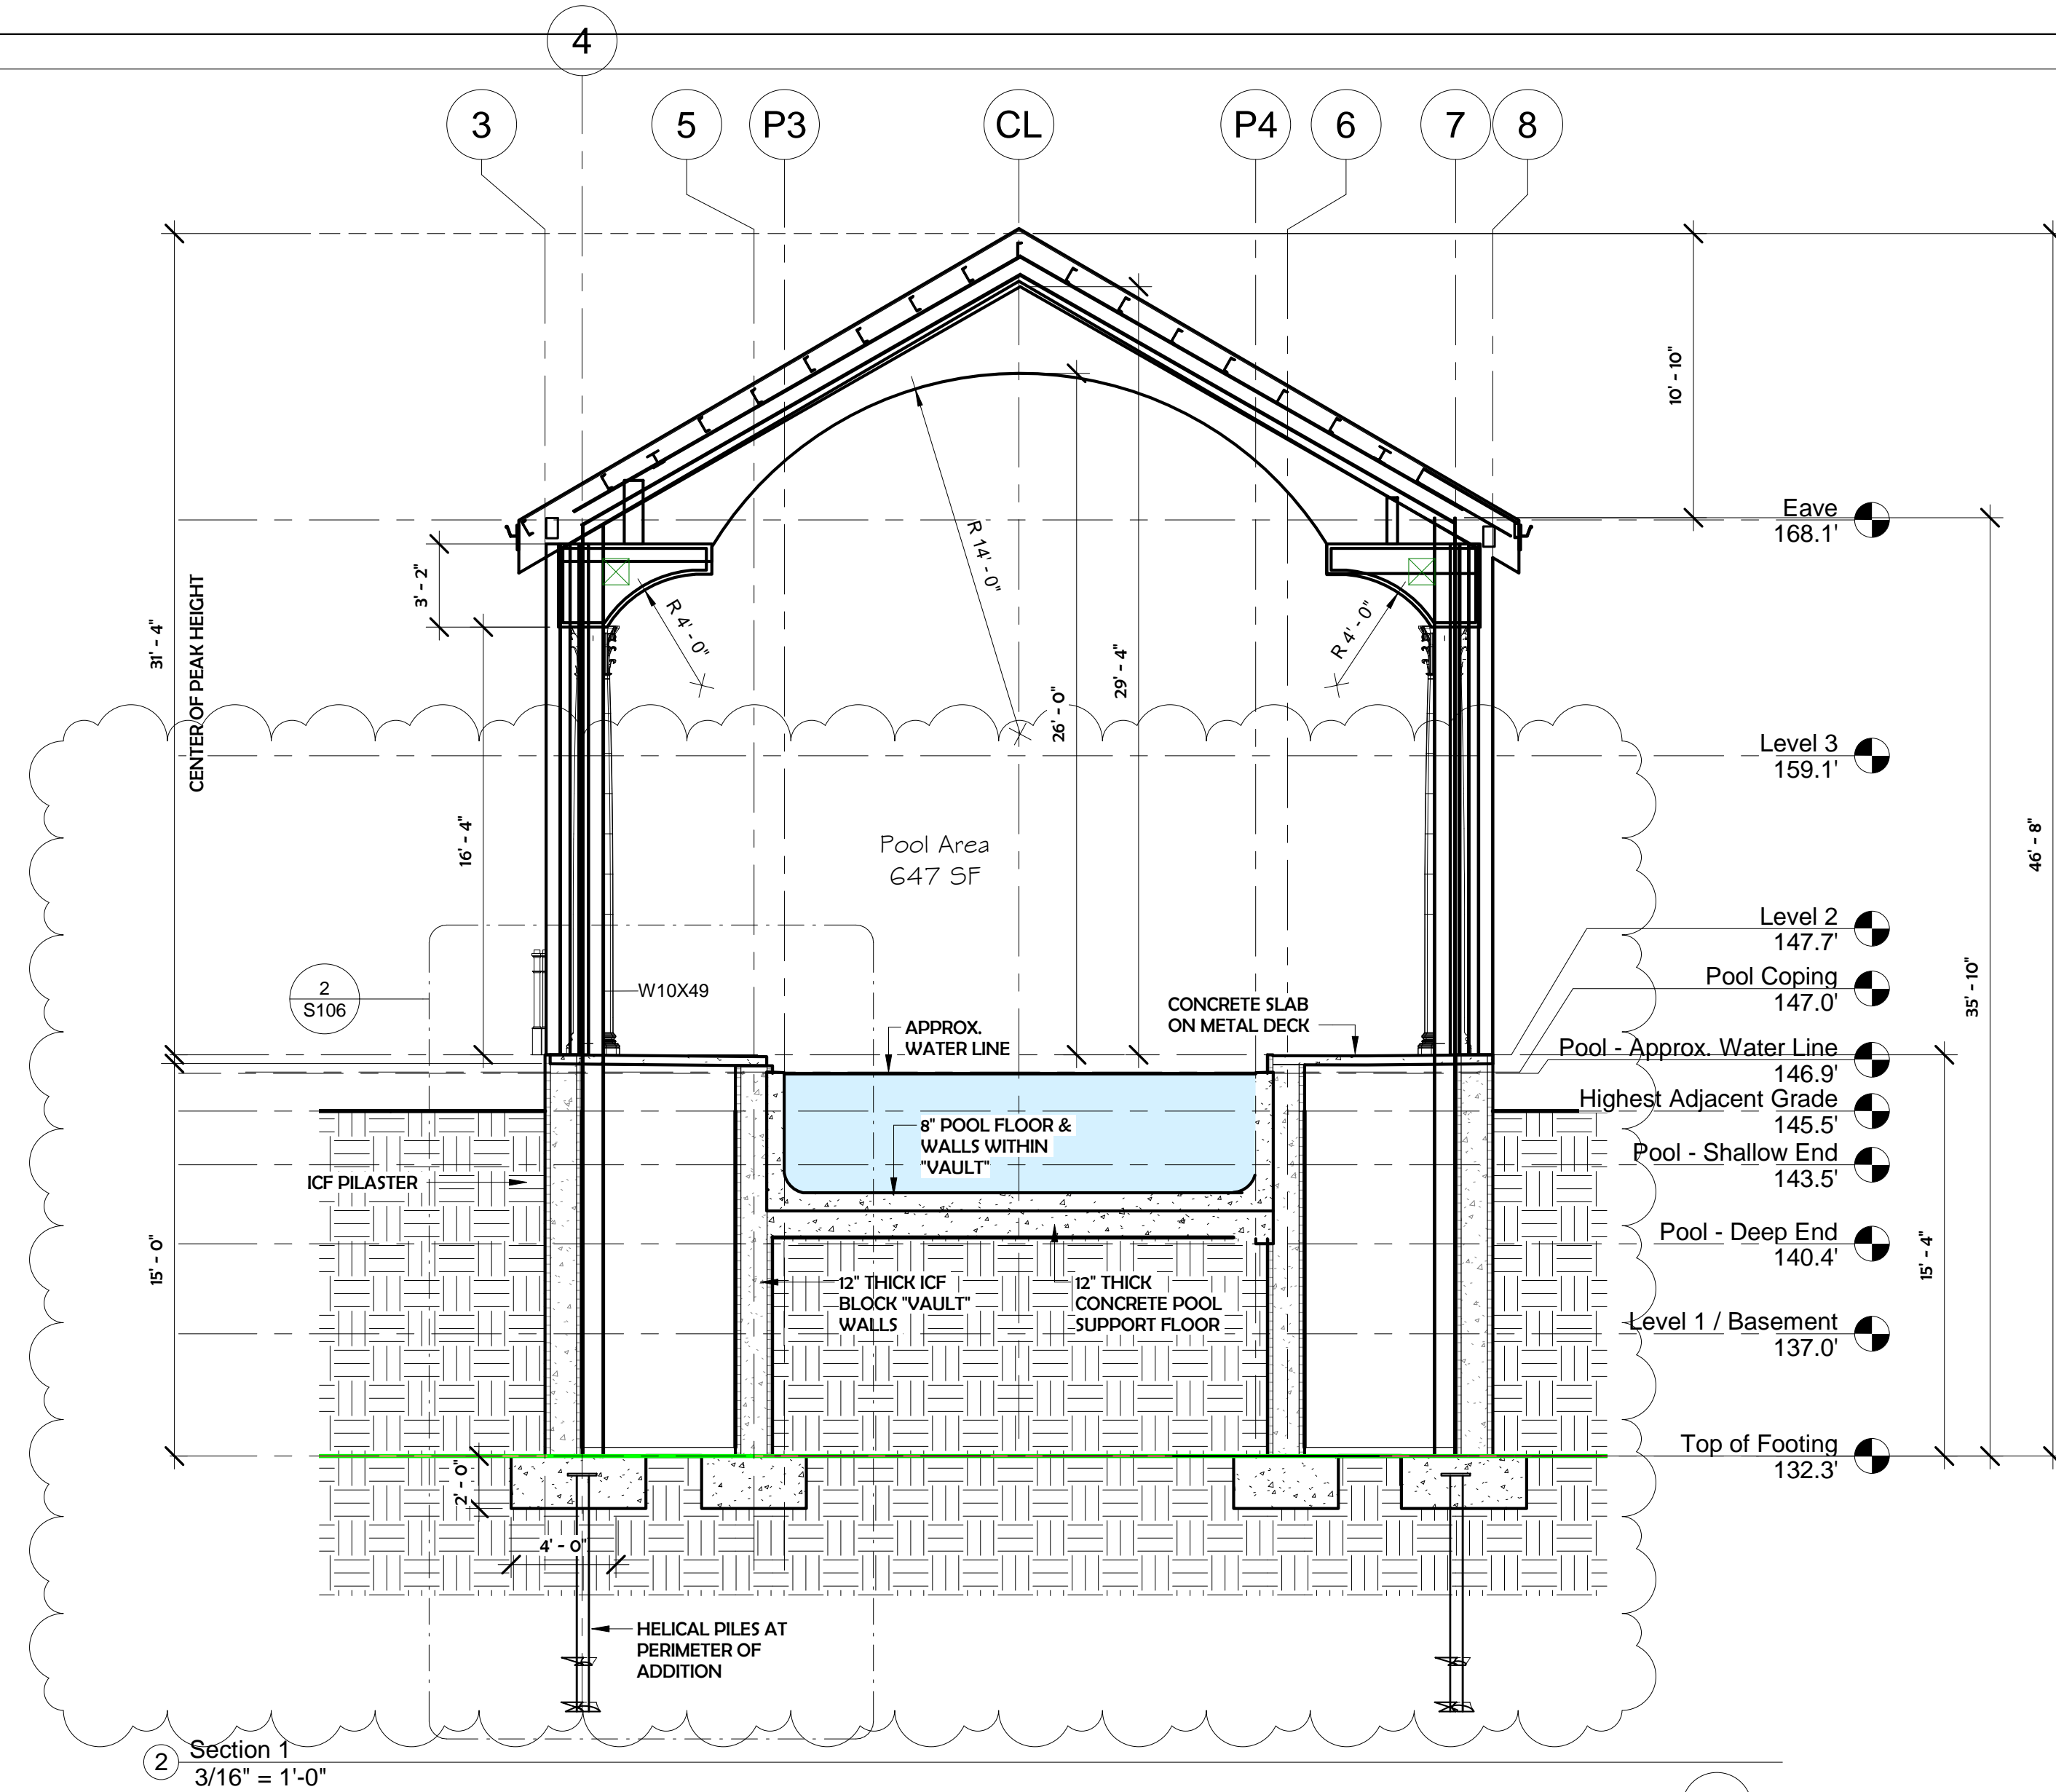 4
3
5
P3
CL
P4
6
7
8
10' - 10"
Eave
168.1'
3' - 2"
R 14' - 0"
R 4' - 0"
R 4' - 0"
31' - 4"
CENTER OF PEAK HEIGHT
29' - 4"
26' - 0"
Level 3
159.1'
16' - 4"
Pool Area
647 SF
46' - 8"
Level 2
147.7'
35' - 10"
Pool Coping
147.0'
2
S106
W10X49
CONCRETE SLAB
ON METAL DECK
APPROX.
WATER LINE
Pool - Approx. Water Line
146.9'
Highest Adjacent Grade
145.5'
8" POOL FLOOR &
WALLS WITHIN
"VAULT"
Pool - Shallow End
143.5'
ICF PILASTER
Pool - Deep End
140.4'
15' - 0"
15' - 4"
12" THICK ICF
BLOCK "VAULT"
WALLS
12" THICK
CONCRETE POOL
SUPPORT FLOOR
Level 1 / Basement
137.0'
Top of Footing
132.3'
2' - 0"
4' - 0"
HELICAL PILES AT
PERIMETER OF
ADDITION
2
Section 1
3/16" = 1'-0"